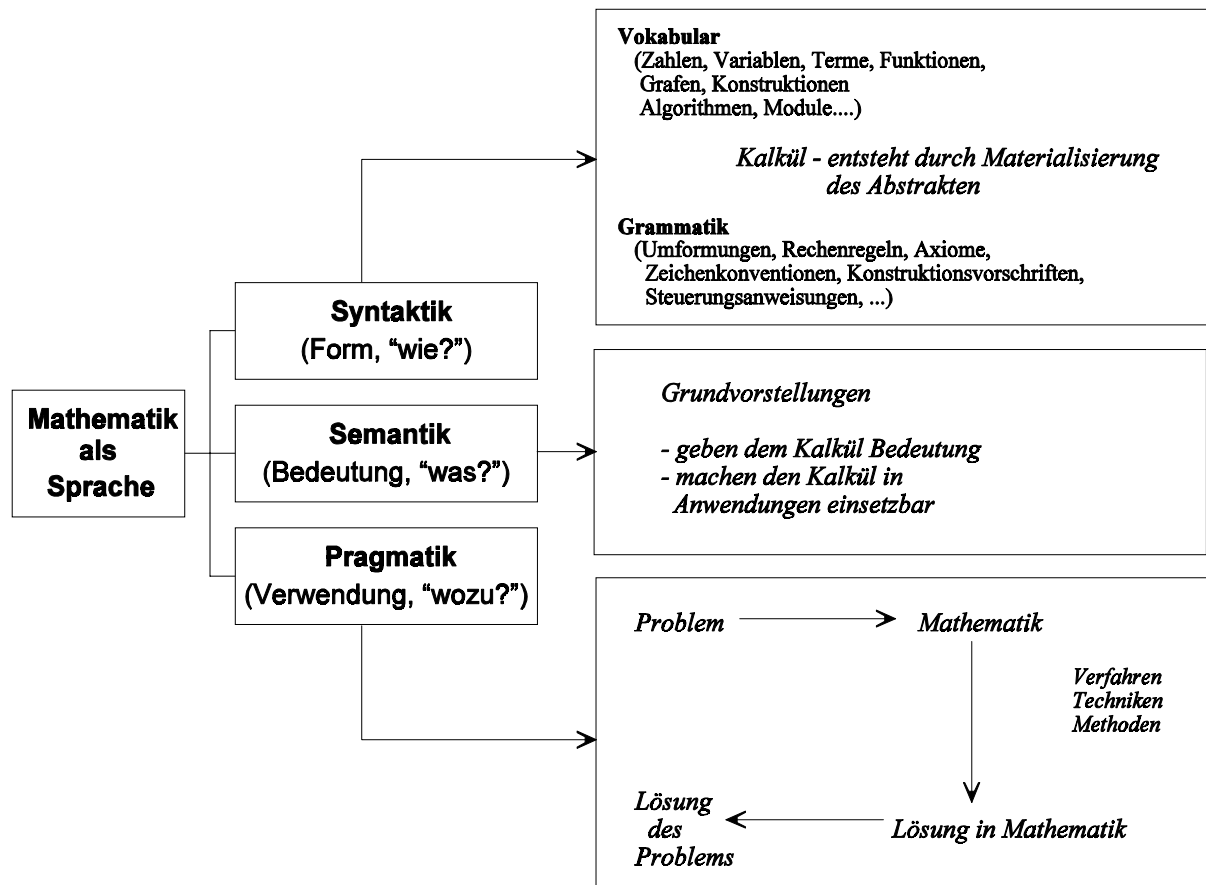 Mathematik
als
Sprache
Syntaktik
(Form, “wie?”)
Semantik
(Bedeutung, “was?”)
Pragmatik
(Verwendung, “wozu?”)
Vokabular
(Zahlen, Variablen, Terme, Funktionen,
Grafen, Konstruktionen
Algorithmen, Module....)
Kalkül - entsteht durch Materialisierung
des Abstrakten
Grammatik
(Umformungen, Rechenregeln, Axiome,
Zeichenkonventionen, Konstruktionsvorschriften,
Steuerungsanweisungen, ...)
Grundvorstellungen
- geben dem Kalkül Bedeutung
- machen den Kalkül in
Anwendungen einsetzbar
Problem
Mathematik
Verfahren
Techniken
Methoden
Lösung
des
Problems
Lösung in Mathematik